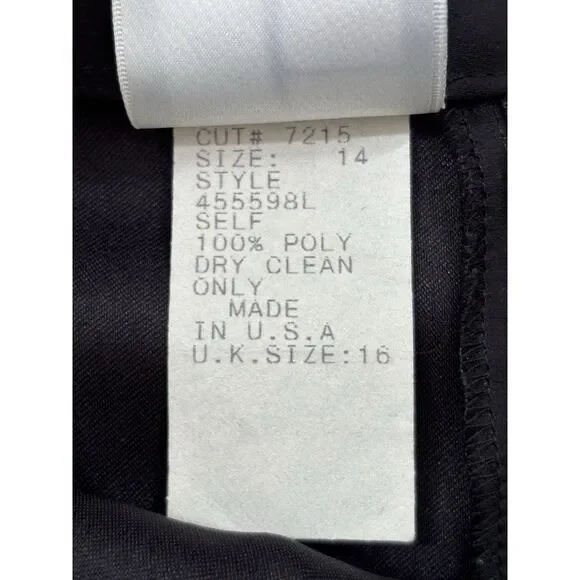 CUT# 7215
SIZE: 14
STYLE
455598L
SELF
100% POLY
DRY CLEAN
ONLY
MADE
IN U.S.A
U.K.SIZE:16